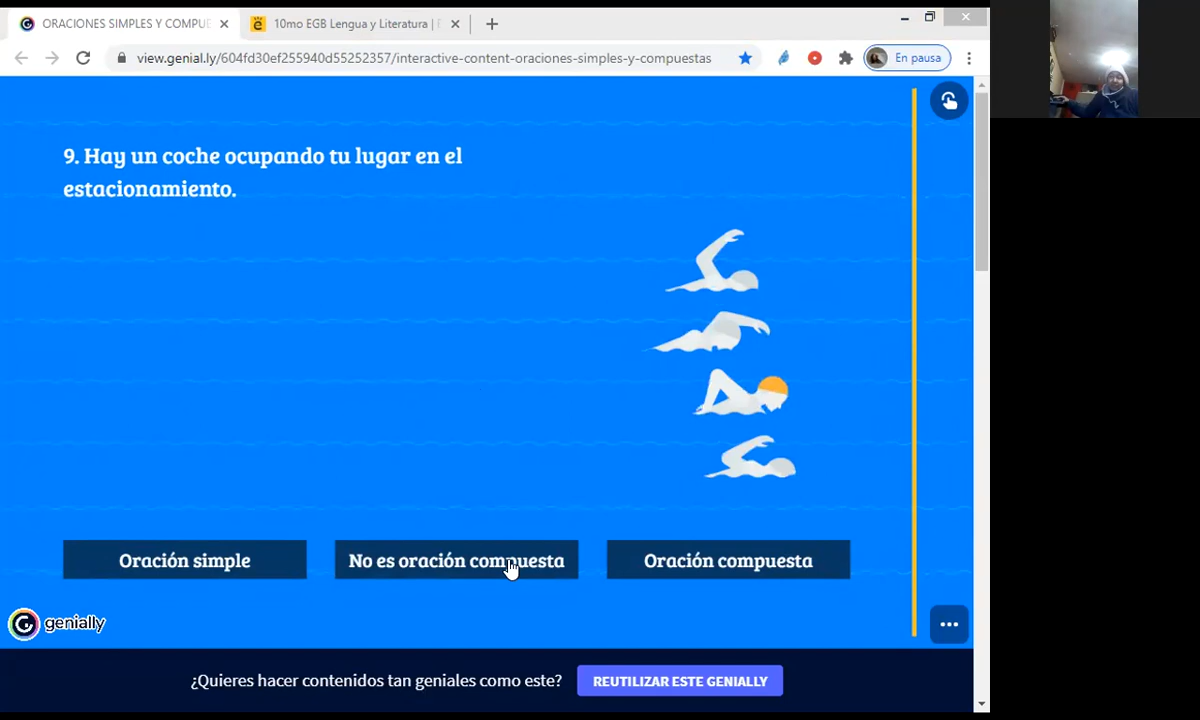 ORACIONES SIMPLES Y COMPUE
10mo EGB Lengua y Literatura |
view.genial.ly/604fd30ef255940d55252357/interactive-content-oraciones-simples-y-compuestas
En pausa
9. Hay un coche ocupando tu lugar en el
estacionamiento.
Oración simple
No es oración compuesta
Oración compuesta
genially
¿Quieres hacer contenidos tan geniales como este?
REUTILIZAR ESTE GENIALLY